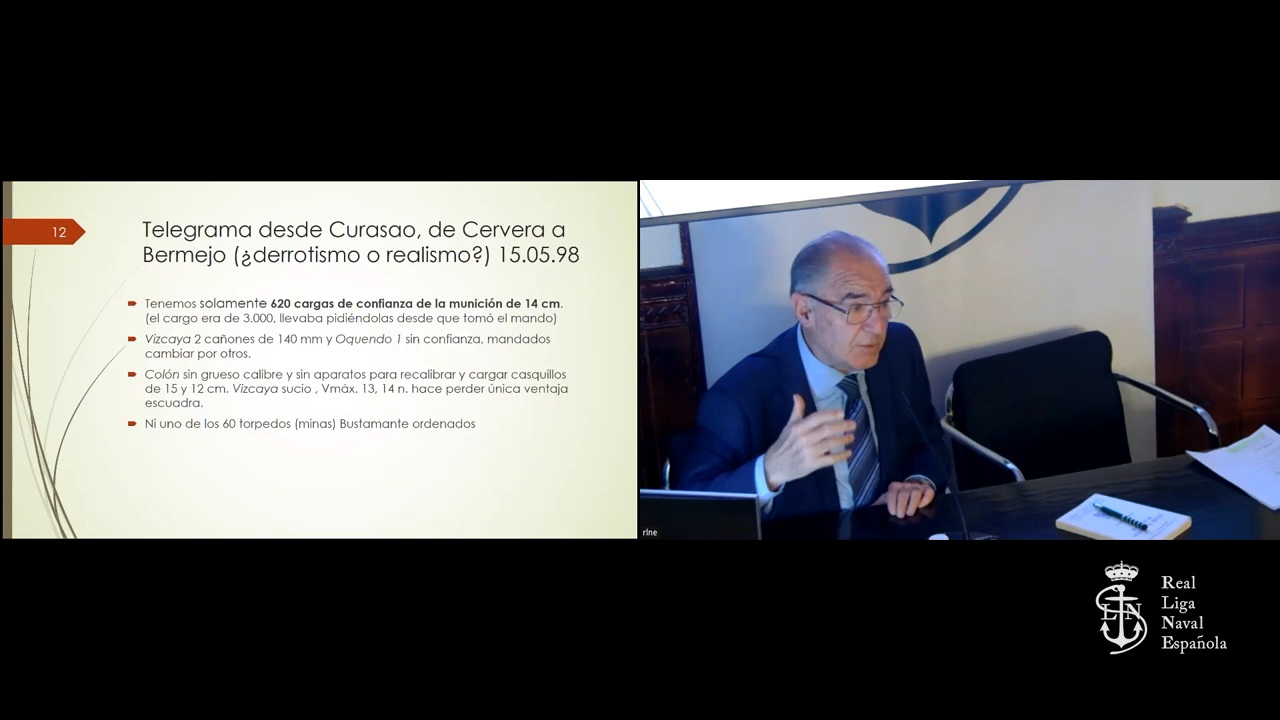 12
Telegrama desde Curasao, de Cervera a
Bermejo (¿derrotismo o realismo?) 15.05.98
Tenemos solamente 620 cargas de confianza de la munición de 14 cm.
(el cargo era de 3.000, llevaba pidiéndolas desde que tomó el mando)
Vizcaya 2 cañones de 140 mm y Oquendo 1 sin confianza, mandados
cambiar por otros.
Colón sin grueso calibre y sin aparatos para recalibrar y cargar casquillos
de 15 y 12 cm. Vizcaya sucio , Vmáx. 13, 14 n. hace perder única ventaja
escuadra.
Ni uno de los 60 torpedos (minas) Bustamante ordenados
rlne
LN
Real
Liga
Naval
Española